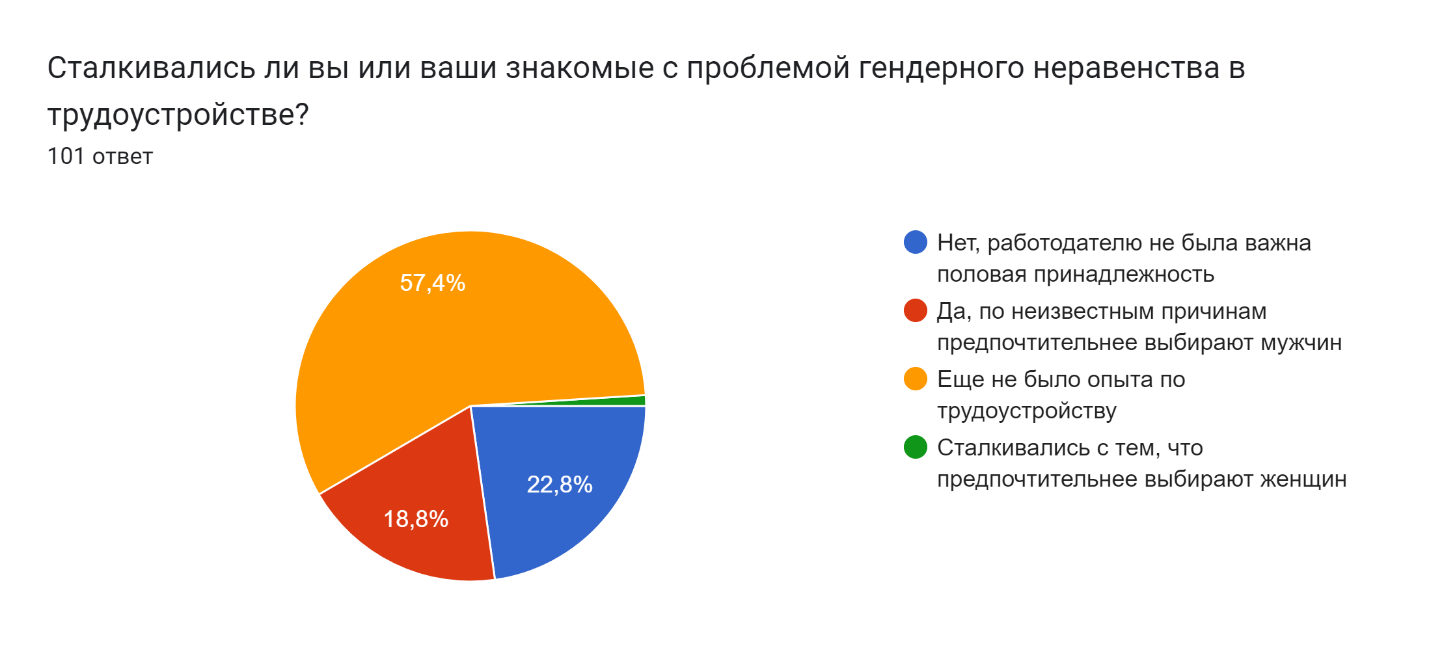 Сталкивались ли вы или ваши знакомые с проблемой гендерного неравенства в
трудоустройстве?
101 ответ
57,4%
22,8%
18,8%
Нет, работодателю не была важна
половая принадлежность
Да, по неизвестным причинам
предпочтительнее выбирают мужчин
Еще не было опыта по
трудоустройству
Сталкивались с тем, что
предпочтительнее выбирают женщин